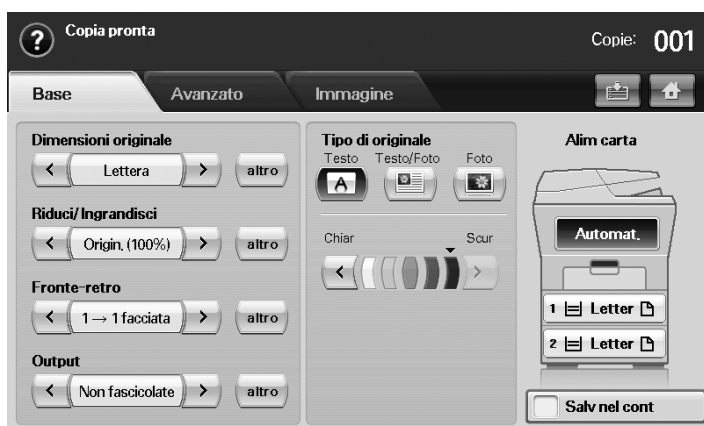 Copia pronta
Copie: 001
Base Avanzato Immagine
Dimensioni originale
Lettera altro
Riduci/Ingrandisci
Origin. (100%) altro
Fronte-retro
1 → 1 facciata altro
Output
Non fascicolate altro
Tipo di originale
Testo Testo/Foto Foto
A
Chiar Scur
Alim carta
Automat.
1 Letter
2 Letter
Salv nel cont